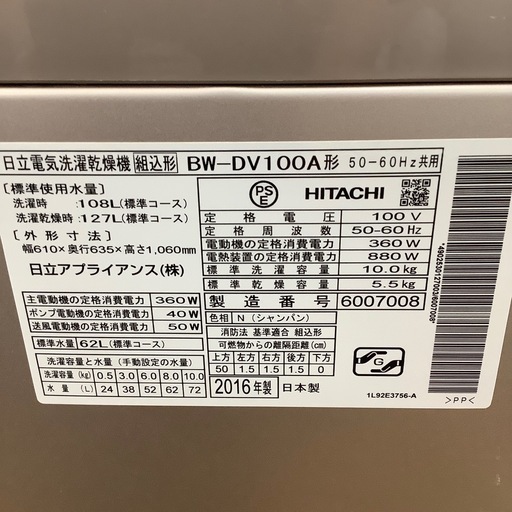 日立電気洗濯乾燥機 組込形 BW-DV100A形 50-60Hz共用
[標準使用水量]
洗濯時 :108L(標準コース)
洗濯乾燥時:127L(標準コース)
[外形寸法]
幅610×奥行635×高さ1,060mm
日立アプライアンス(株)
主電動機の定格消費電力 360W
ポンプ電動機の定格消費電力 40W
送風電動機の定格消費電力 50W
標準水量 62L(標準コース)
洗濯容量と水量 (手動設定の水量)
洗濯容量(kg) 0.5 3.0 6.0 8.0 10.0
水量 (L) 24 38 52 62 72
PSE HITACHI
定格電圧 100V
定格周波数 50-60Hz
電動機の定格消費電力 360W
電熱装置の定格消費電力 880W
標準洗濯容量 10.0kg
標準乾燥容量 5.5kg
製造番号 6007008
色相 N (シャンパン)
消防法 基準適合 組込形
可燃物からの離隔距離(cm)
上方 左方 右方 後方 下方
50 1.5 1.5 1.5 0
2016年製 日本製
G
1L92E3756-A
>PP<